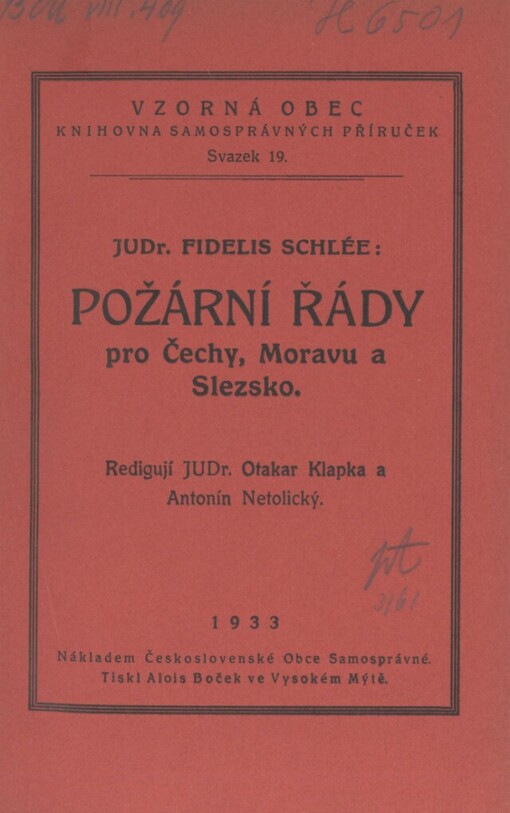 H 6501
VZORNÁ OBEC
KNIHOVNA SAMOSPRÁVNÝCH PŘÍRUČEK
Svazek 19.
JUDr. FIDELIS SCHLÉE:
POŽÁRNÍ ŘÁDY
pro Čechy, Moravu a
Slezsko.
Redigují JUDr. Otakar Klapka a
Antonín Netolický.
1933
Nákladem Československé Obce Samosprávné.
Tiskl Alois Boček ve Vysokém Mýtě.